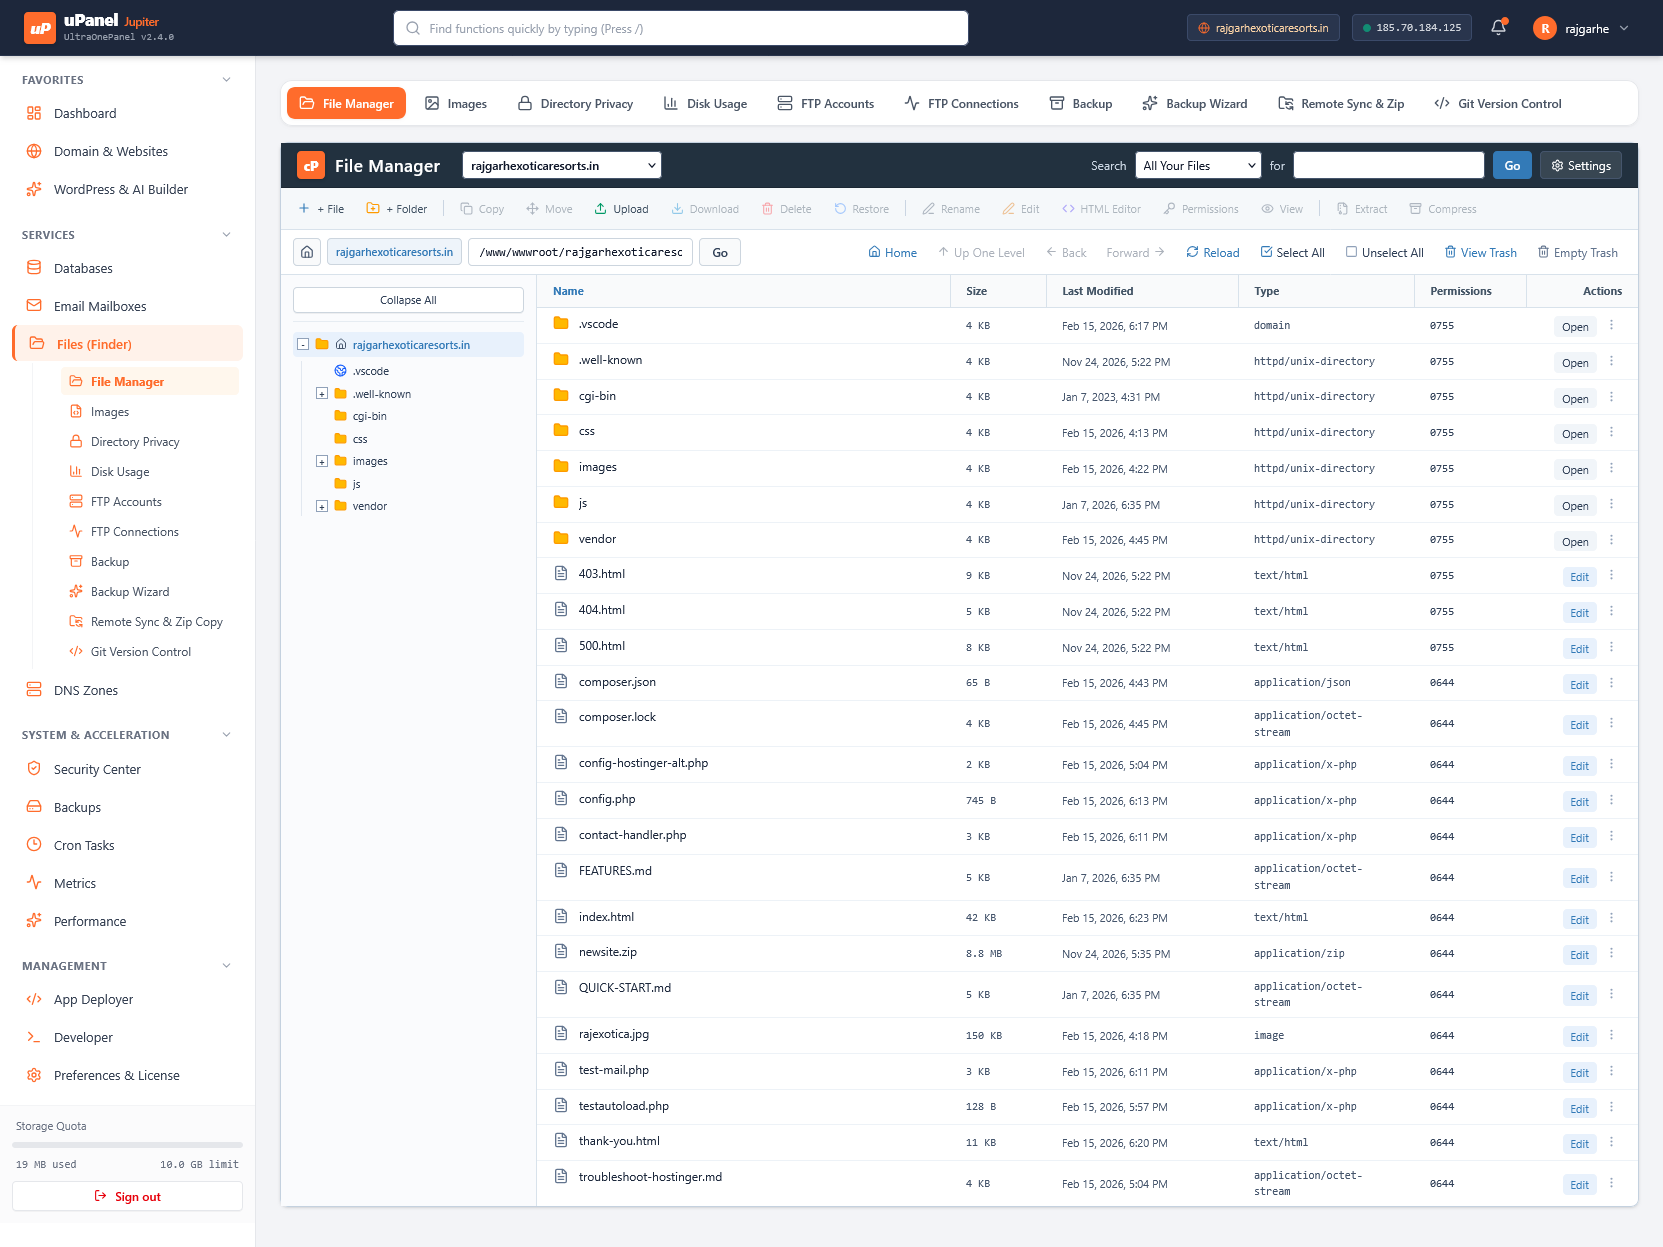 uP uPanel Jupiter
UltraOnePanel v2.4.0
Find functions quickly by typing (Press /)
rajgarhexoticaresorts.in
185.70.184.125
R rajgarhe
FAVORITES
Dashboard
Domain & Websites
WordPress & AI Builder
SERVICES
Databases
Email Mailboxes
Files (Finder)
File Manager
Images
Directory Privacy
Disk Usage
FTP Accounts
FTP Connections
Backup
Backup Wizard
Remote Sync & Zip Copy
Git Version Control
DNS Zones
SYSTEM & ACCELERATION
Security Center
Backups
Cron Tasks
Metrics
Performance
MANAGEMENT
App Deployer
Developer
Preferences & License
Storage Quota
19 MB used 10.0 GB limit
Sign out
File Manager Images Directory Privacy Disk Usage FTP Accounts FTP Connections Backup Backup Wizard Remote Sync & Zip Git Version Control
cP File Manager rajgarhexoticaresorts.in Search All Your Files for Go Settings
+ File + Folder Copy Move Upload Download Delete Restore Rename Edit HTML Editor Permissions View Extract Compress
rajgarhexoticaresorts.in /www/wwwroot/rajgarhexoticaresc Go Home Up One Level Back Forward Reload Select All Unselect All View Trash Empty Trash
Collapse All
rajgarhexoticaresorts.in
.vscode
.well-known
cgi-bin
css
images
js
vendor
Name Size Last Modified Type Permissions Actions
.vscode 4 KB Feb 15, 2026, 6:17 PM domain 0755 Open
.well-known 4 KB Nov 24, 2026, 5:22 PM httpd/unix-directory 0755 Open
cgi-bin 4 KB Jan 7, 2023, 4:31 PM httpd/unix-directory 0755 Open
css 4 KB Feb 15, 2026, 4:13 PM httpd/unix-directory 0755 Open
images 4 KB Feb 15, 2026, 4:22 PM httpd/unix-directory 0755 Open
js 4 KB Jan 7, 2026, 6:35 PM httpd/unix-directory 0755 Open
vendor 4 KB Feb 15, 2026, 4:45 PM httpd/unix-directory 0755 Open
403.html 9 KB Nov 24, 2026, 5:22 PM text/html 0755 Edit
404.html 5 KB Nov 24, 2026, 5:22 PM text/html 0755 Edit
500.html 8 KB Nov 24, 2026, 5:22 PM text/html 0755 Edit
composer.json 65 B Feb 15, 2026, 4:43 PM application/json 0644 Edit
composer.lock 4 KB Feb 15, 2026, 4:45 PM application/octet-stream 0644 Edit
config-hostinger-alt.php 2 KB Feb 15, 2026, 5:04 PM application/x-php 0644 Edit
config.php 745 B Feb 15, 2026, 6:13 PM application/x-php 0644 Edit
contact-handler.php 3 KB Feb 15, 2026, 6:11 PM application/x-php 0644 Edit
FEATURES.md 5 KB Jan 7, 2026, 6:35 PM application/octet-stream 0644 Edit
index.html 42 KB Feb 15, 2026, 6:23 PM text/html 0644 Edit
newsite.zip 8.8 MB Nov 24, 2026, 5:35 PM application/zip 0644 Edit
QUICK-START.md 5 KB Jan 7, 2026, 6:35 PM application/octet-stream 0644 Edit
rajexotica.jpg 150 KB Feb 15, 2026, 4:18 PM image 0644 Edit
test-mail.php 3 KB Feb 15, 2026, 6:11 PM application/x-php 0644 Edit
testautoload.php 128 B Feb 15, 2026, 5:57 PM application/x-php 0644 Edit
thank-you.html 11 KB Feb 15, 2026, 6:20 PM text/html 0644 Edit
troubleshoot-hostinger.md 4 KB Feb 15, 2026, 5:04 PM application/octet-stream 0644 Edit